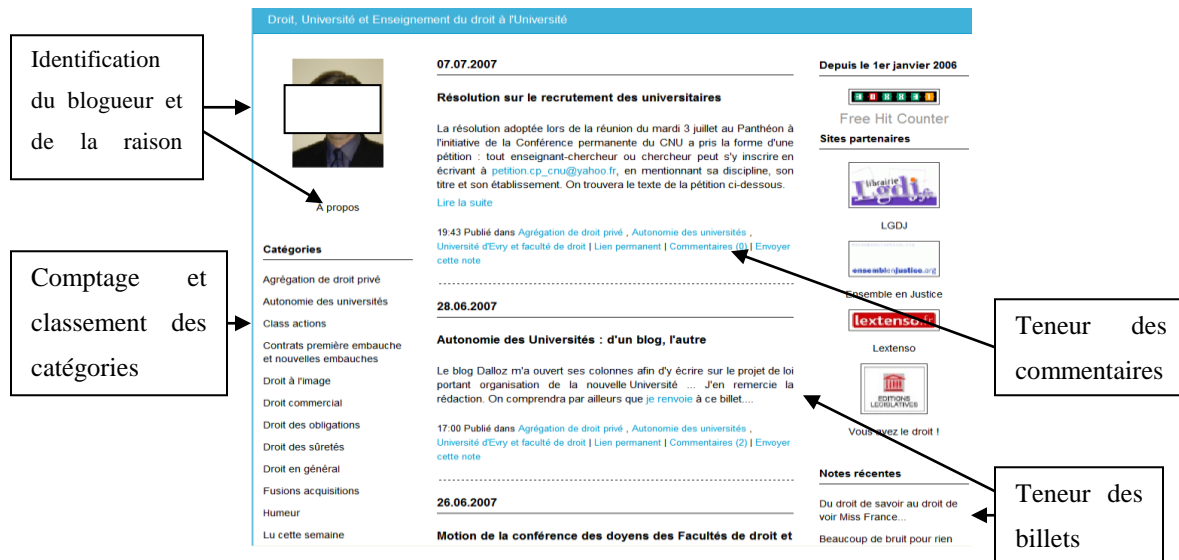 Droit, Université et Enseignement du droit à l'Université
Identification
du blogueur et
de la raison
À propos
Comptage et
classement des
catégories
Catégories
Agrégation de droit privé
Autonomie des universités
Class actions
Contrats première embauche
et nouvelles embauches
Droit à l'image
Droit commercial
Droit des obligations
Droit des sûretés
Droit en général
Fusions acquisitions
Humeur
Lu cette semaine
07.07.2007
Résolution sur le recrutement des universitaires
La résolution adoptée lors de la réunion du mardi 3 juillet au Panthéon à
l'initiative de la Conférence permanente du CNU a pris la forme d'une
pétition : tout enseignant-chercheur ou chercheur peut s'y inscrire en
écrivant à petition.cp_cnu@yahoo.fr, en mentionnant sa discipline, son
titre et son établissement. On trouvera le texte de la pétition ci-dessous.
Lire la suite
19:43 Publié dans Agrégation de droit privé , Autonomie des universités ,
Université d'Evry et faculté de droit | Lien permanent | Commentaires (0) | Envoyer
cette note
28.06.2007
Autonomie des Universités : d'un blog, l'autre
Le blog Dalloz m'a ouvert ses colonnes afin d'y écrire sur le projet de loi
portant organisation de la nouvelle Université ... J'en remercie la
rédaction. On comprendra par ailleurs que je renvoie à ce billet....
17:00 Publié dans Agrégation de droit privé , Autonomie des universités ,
Université d'Evry et faculté de droit | Lien permanent | Commentaires (2) | Envoyer
cette note
26.06.2007
Motion de la conférence des doyens des Facultés de droit et
Depuis le 1er janvier 2006
Free Hit Counter
Sites partenaires
librairie
Lgdj.fr
LGDJ
ensemblenjustice.org
Ensemble en Justice
lextenso.fr
Lextenso
EDITIONS
LEGISLATIVES
Vous avez le droit !
Notes récentes
Du droit de savoir au droit de
voir Miss France...
Beaucoup de bruit pour rien
Teneur des
commentaires
Teneur des
billets